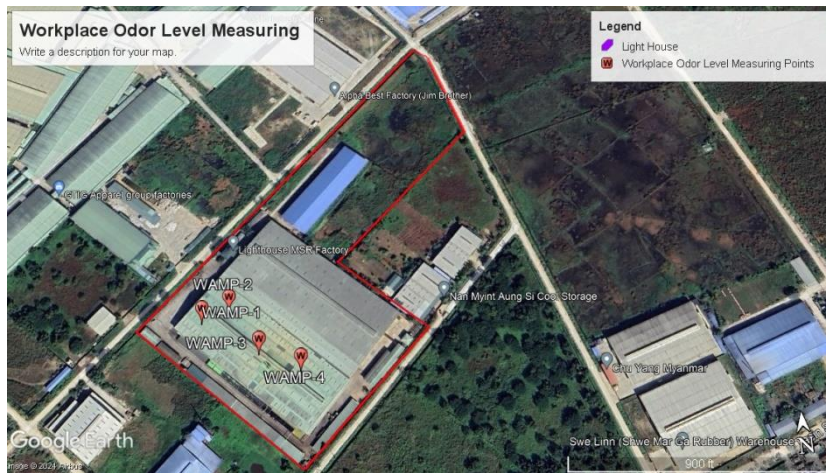 Workplace Odor Level Measuring
Write a description for your map.
Legend
Light House
W Workplace Odor Level Measuring Points
Alpha Best Factory (Jim Brother)
Apparel group factories
Lighthouse MSR Factory
WAMP-2
W
W
WAMP-1
Nan Myint Aung Si Cool Storage
WAMP-3
W
W
WAMP-4
Yang Myanmar
Google Earth
Image © 2024 Airbus
Swe Linn (Shwe Mar Ga Rubber) Warehouse
N
900 ft